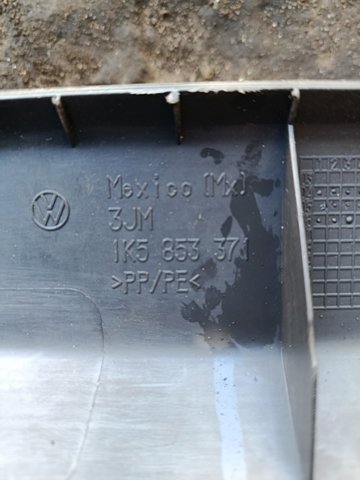 Mexico (Mx)
3JM
1K5 853 371
>PP/PE<